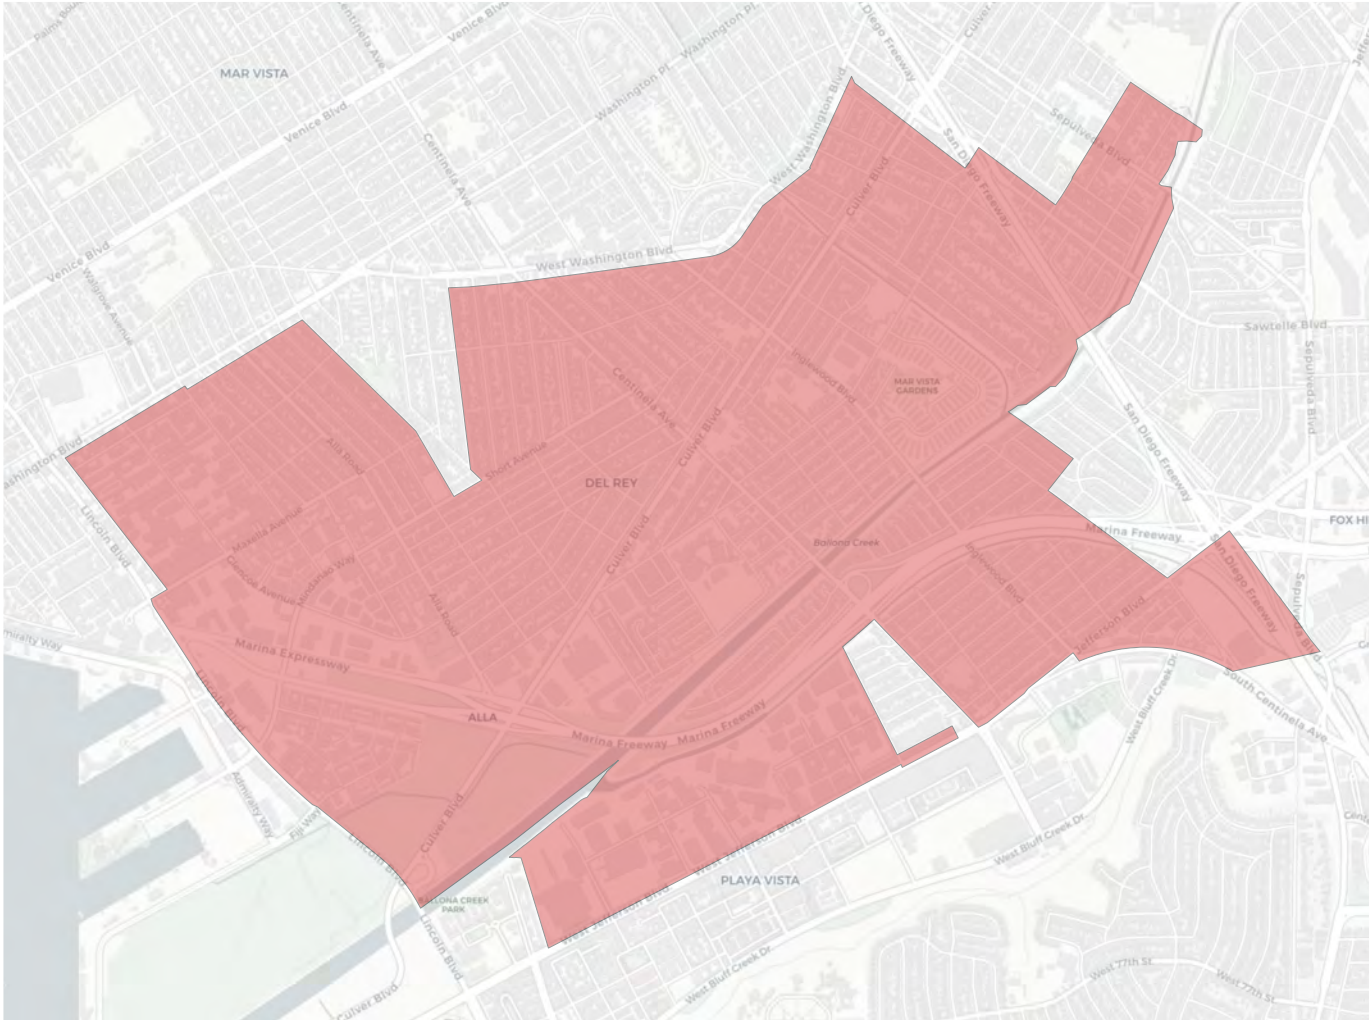 Venice Blvd
San Diego Freeway
Culver
Centinela Ave
Washington Pl
MAR VISTA
Washington Pl
Venice Blvd
Sepulveda Blvd
West Washington Blvd
San Diego Freeway
Centinela Ave
Culver Blvd
Venice Blvd
West Washington Blvd
Walgrove Avenue
Sawtelle Blvd
Sepulveda Blvd
Inglewood Blvd
MAR VISTA
GARDENS
Centinela Ave
Culver Blvd
San Diego Freeway
Alla Road
Short Avenue
ashington Blvd
DEL REY
Lincoln Blvd
Maxella Avenue
Culver Blvd
Ballona Creek
Marina Freeway
FOX HI
San Diego Freeway
Glencoe Avenue
Mindanao Way
Inglewood Blvd
Alla Road
Jefferson Blvd
Sepulveda Blvd
miralty Way
Marina Expressway
Lincoln Blvd
ALLA
Marina Freeway
Marina Freeway
West Bluff Creek Dr
South Centinela Ave
Admiralty Way
Fiji Way
Culver Blvd
Lincoln Blvd
West Jefferson Blvd
West Bluff Creek Dr
PLAYA VISTA
BALLONA CREEK
PARK
West Jefferson Blvd
Lincoln Blvd
West Bluff Creek Dr
Culver Blvd
West 77th St
West 77th St